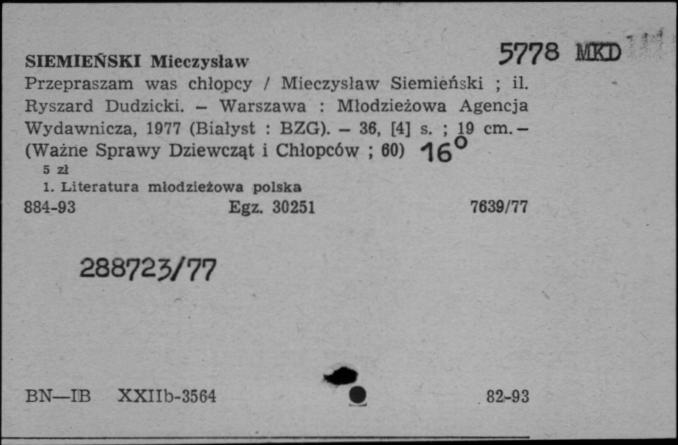 5778 MKD
SIEMIEŃSKI Mieczysław
Przepraszam was chłopcy / Mieczysław Siemieński ; il.
Ryszard Dudzicki. — Warszawa : Młodzieżowa Agencja
Wydawnicza, 1977 (Białyst : BZG). — 36, [4] s. ; 19 cm. —
(Ważne Sprawy Dziewcząt i Chłopców ; 60) 16°
5 zł
1. Literatura młodzieżowa polska
884-93 Egz. 30251 7639/77
288723/77
BN—IB XXIIb-3564 82-93